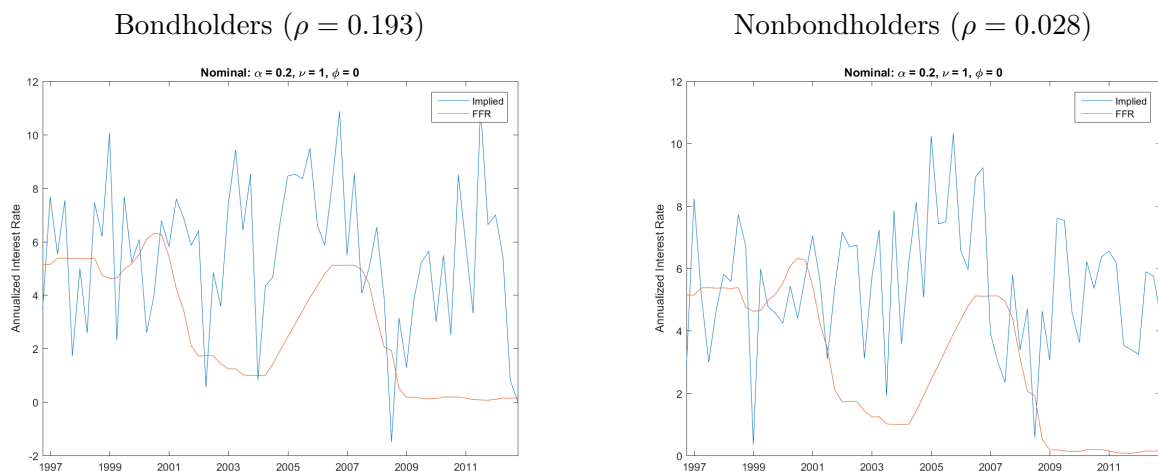 Bondholders (ρ = 0.193)
Nominal: α = 0.2, ν = 1, ϕ = 0
Annualized Interest Rate
12
10
8
6
4
2
0
-2
Implied
FFR
1997 1999 2001 2003 2005 2007 2009 2011
Nonbondholders (ρ = 0.028)
Nominal: α = 0.2, ν = 1, ϕ = 0
Annualized Interest Rate
12
10
8
6
4
2
0
Implied
FFR
1997 1999 2001 2003 2005 2007 2009 2011